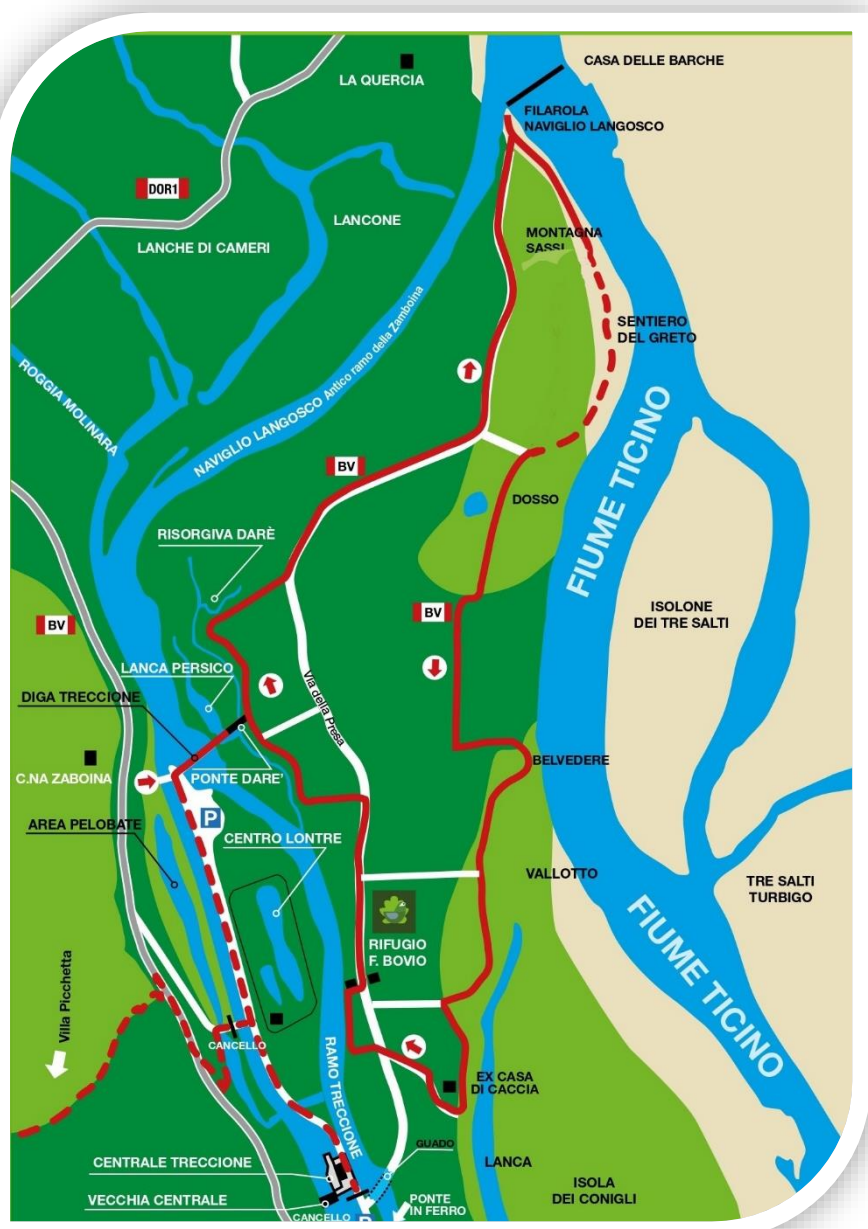 CASA DELLE BARCHE
LA QUERCIA
FILAROLA
NAVIGLIO LANGOSCO
DOR1
LANCONE
LANCHE DI CAMERI
MONTAGNA
SASSI
NAVIGLIO LANGOSCO Antico ramo della Zamboina
SENTIERO
DEL GRETO
ROGGIA MOLINARA
FIUME TICINO
BV
DOSSO
RISORGIVA DARÈ
ISOLONE
DEI TRE SALTI
BV
BV
LANCA PERSICO
DIGA TRECCIONE
Via della Presa
BELVEDERE
C.NA ZABOINA
PONTE DARE'
P
AREA PELOBATE
CENTRO LONTRE
VALLOTTO
TRE SALTI
TURBIGO
FIUME TICINO
RIFUGIO
F. BOVIO
Villa Picchetta
CANCELLO
RAMO TRECCIONE
EX CASA
DI CACCIA
GUADO
CENTRALE TRECCIONE
LANCA
ISOLA
DEI CONIGLI
VECCHIA CENTRALE
PONTE
IN FERRO
CANCELLO
P